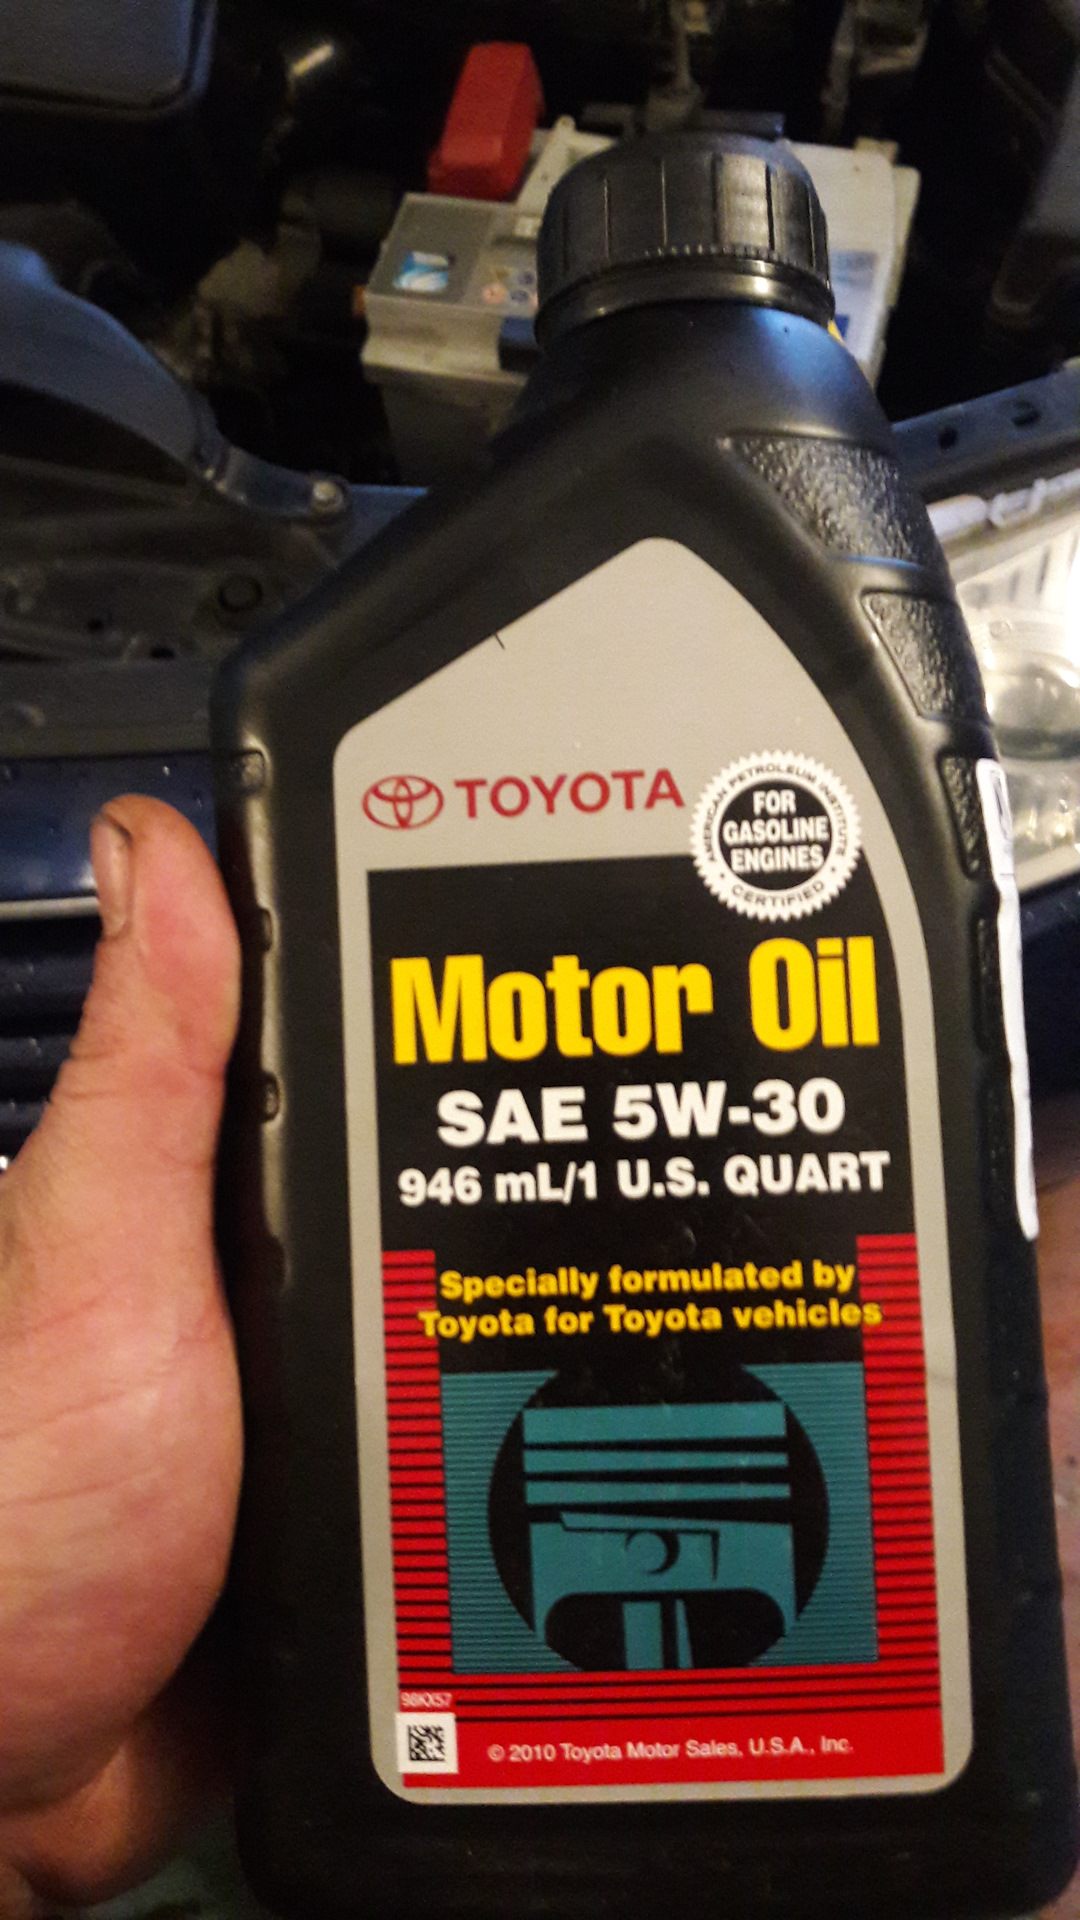 TOYOTA
AMERICAN PETROLEUM INSTITUTE
FOR
GASOLINE
ENGINES
CERTIFIED
Motor Oil
SAE 5W-30
946 mL/1 U.S. QUART
Specially formulated by
Toyota for Toyota vehicles
98KX57
© 2010 Toyota Motor Sales, U.S.A., Inc.